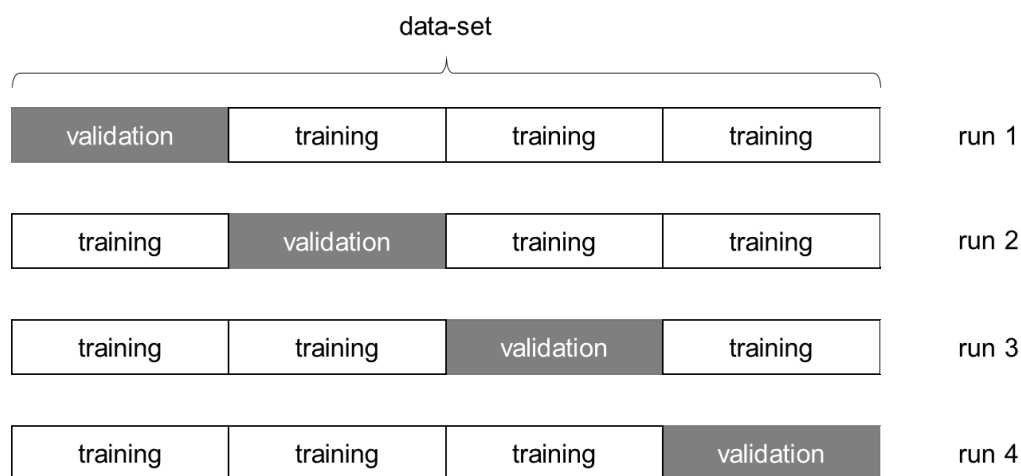 data-set
validation training training training run 1
training validation training training run 2
training training validation training run 3
training training training validation run 4